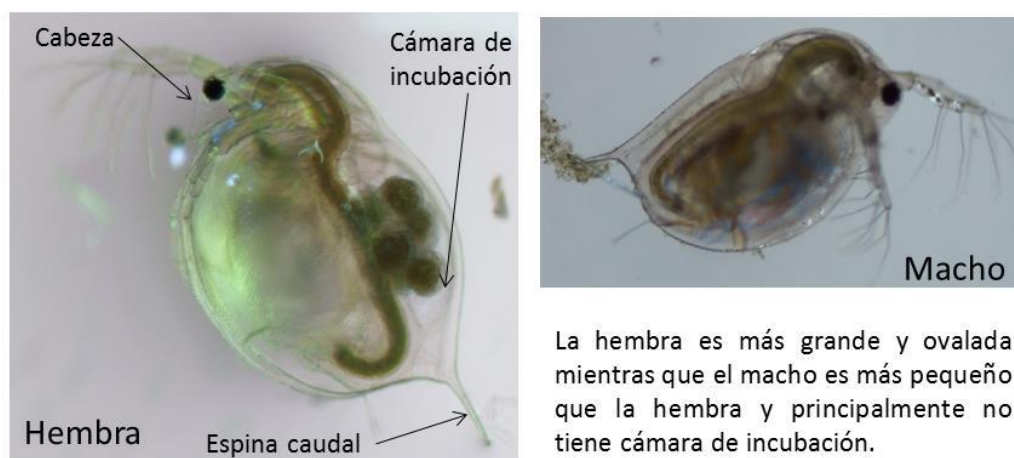 Cabeza
Cámara de
incubación
Hembra
Espina caudal
Macho
La hembra es más grande y ovalada
mientras que el macho es más pequeño
que la hembra y principalmente no
tiene cámara de incubación.